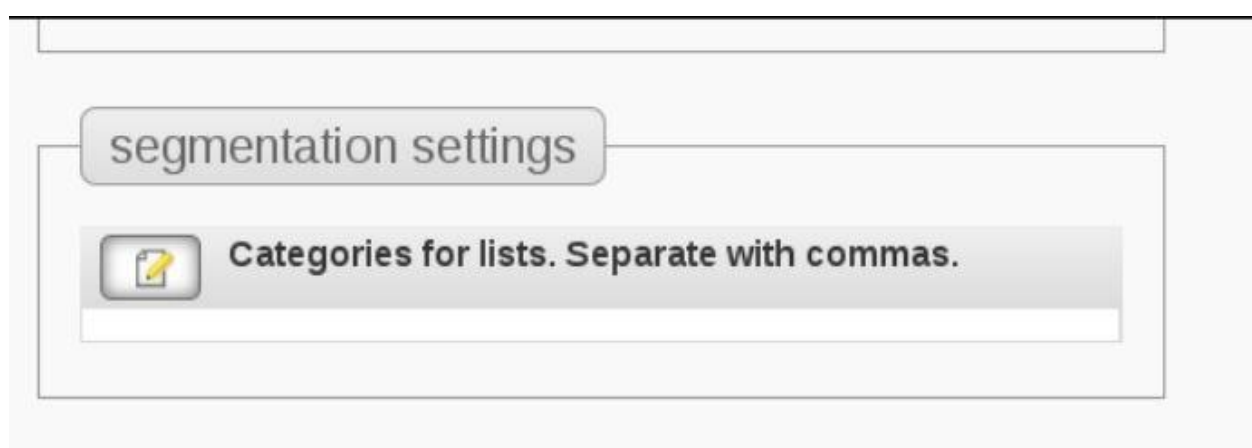 segmentation settings
Categories for lists. Separate with commas.